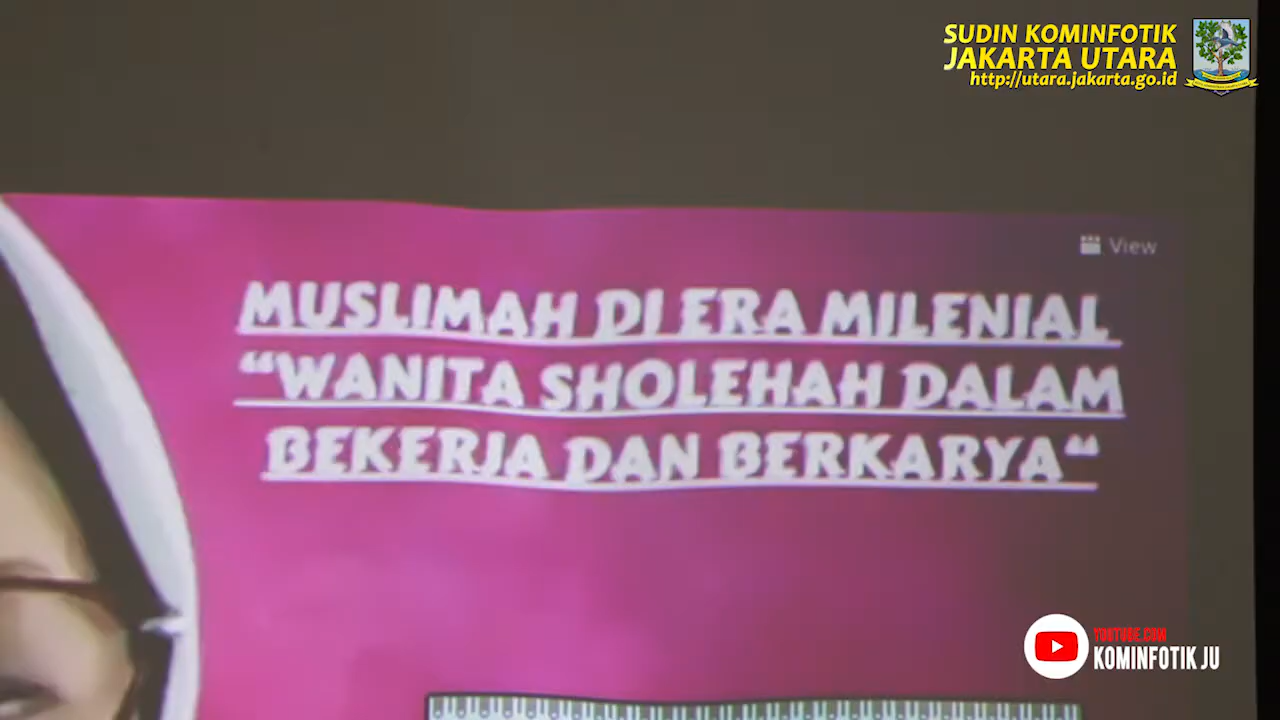 SUDIN KOMINFOTIK
JAKARTA UTARA
http://utara.jakarta.go.id
View
MUSLIMAH DI ERA MILENIAL
“WANITA SHOLEHAH DALAM
BEKERJA DAN BERKARYA“
YOUTUBE.COM
KOMINFOTIK JU